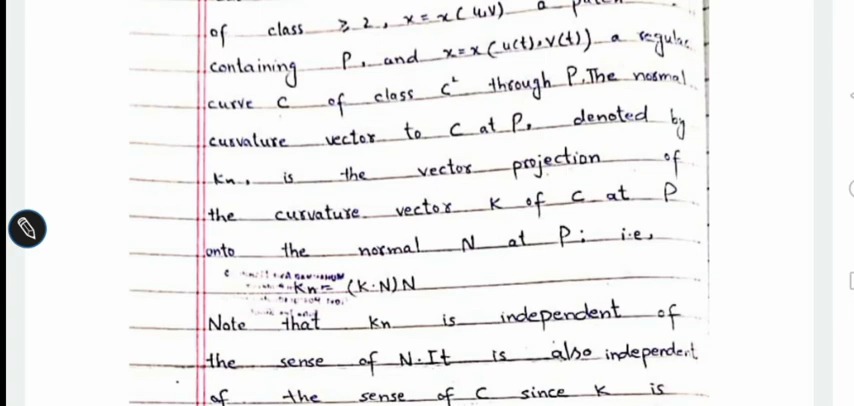 of class ⩾ 2, x = x(u,v) a
containing P, and x = x(u(t),v(t)) a regular
curve C of class C² through P. The normal
curvature vector to C at P, denoted by
Kn, is the vector projection of
the curvature vector K of C at P
onto the normal N at P; i.e,
Kn = (K·N)N
Note that Kn is independent of
the sense of N. It is also independent
of the sense of C since K is